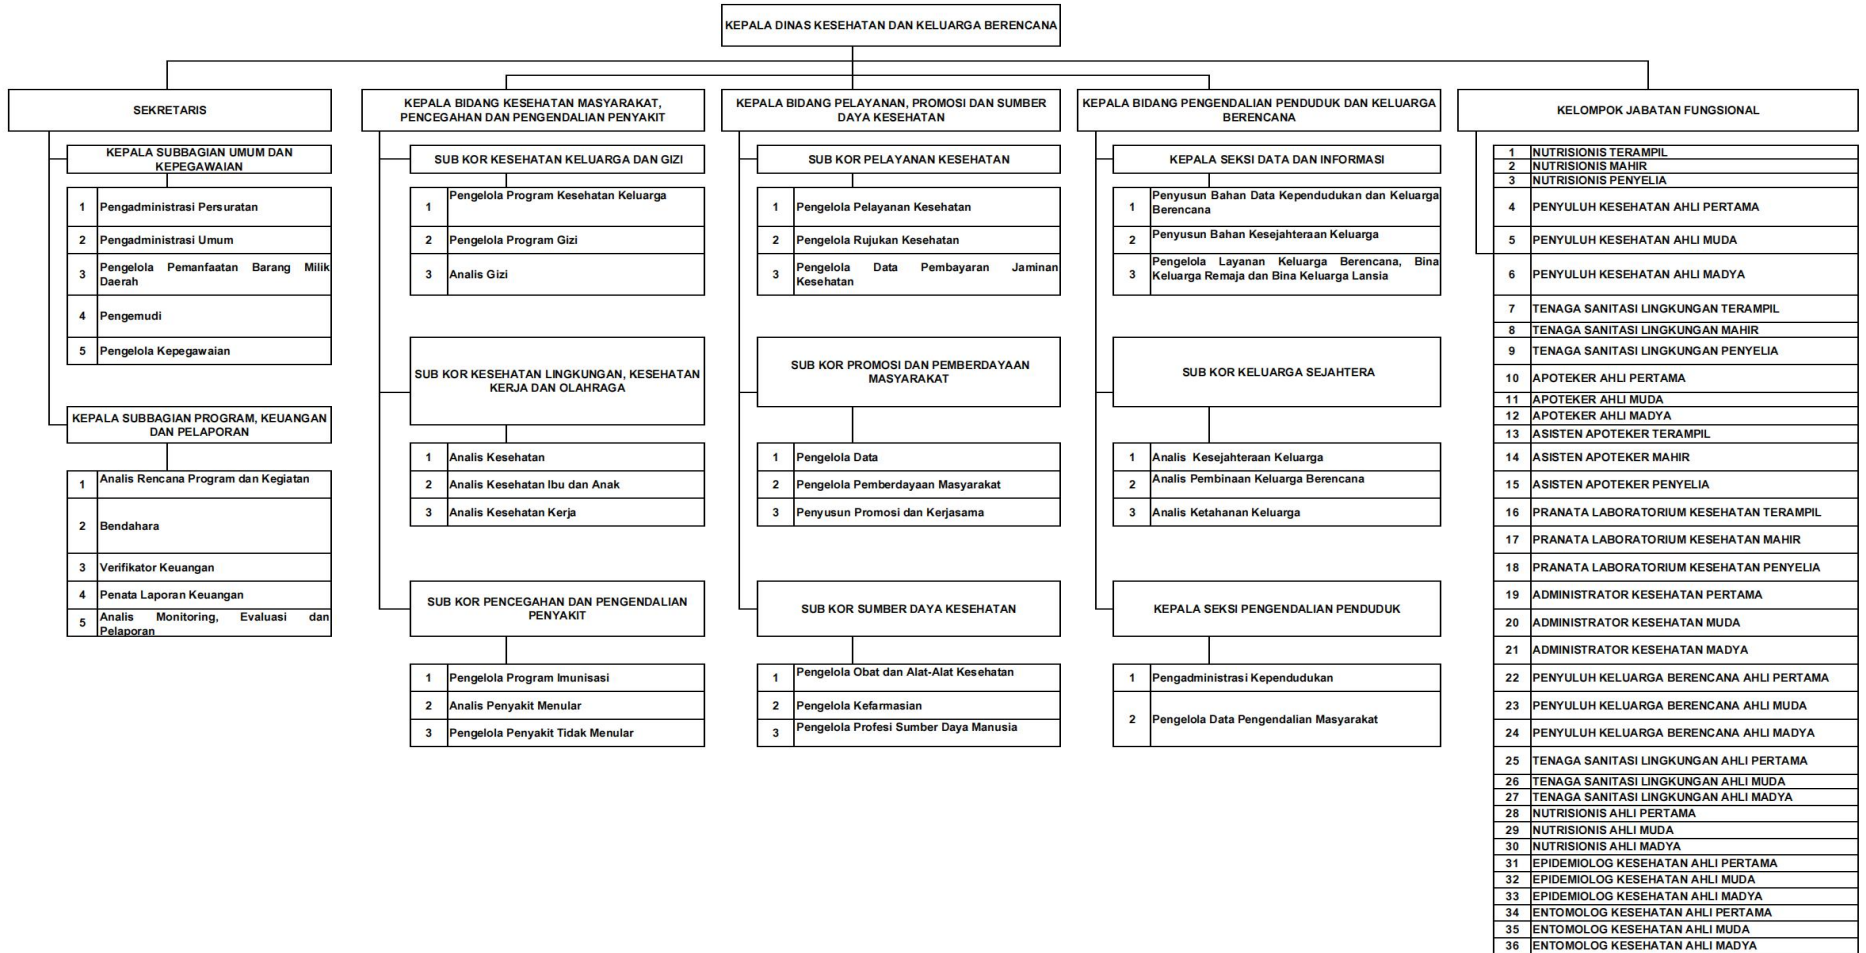 KEPALA DINAS KESEHATAN DAN KELUARGA BERENCANA
SEKRETARIS
KEPALA SUBBAGIAN UMUM DAN
KEPEGAWAIAN
1 Pengadministrasi Persuratan
2 Pengadministrasi Umum
3 Pengelola Pemanfaatan Barang Milik
Daerah
4 Pengemudi
5 Pengelola Kepegawaian
KEPALA SUBBAGIAN PROGRAM, KEUANGAN
DAN PELAPORAN
1 Analis Rencana Program dan Kegiatan
2 Bendahara
3 Verifikator Keuangan
4 Penata Laporan Keuangan
5 Analis Monitoring, Evaluasi dan
Pelaporan
KEPALA BIDANG KESEHATAN MASYARAKAT,
PENCEGAHAN DAN PENGENDALIAN PENYAKIT
SUB KOR KESEHATAN KELUARGA DAN GIZI
1 Pengelola Program Kesehatan Keluarga
2 Pengelola Program Gizi
3 Analis Gizi
SUB KOR KESEHATAN LINGKUNGAN, KESEHATAN
KERJA DAN OLAHRAGA
1 Analis Kesehatan
2 Analis Kesehatan Ibu dan Anak
3 Analis Kesehatan Kerja
SUB KOR PENCEGAHAN DAN PENGENDALIAN
PENYAKIT
1 Pengelola Program Imunisasi
2 Analis Penyakit Menular
3 Pengelola Penyakit Tidak Menular
KEPALA BIDANG PELAYANAN, PROMOSI DAN SUMBER
DAYA KESEHATAN
SUB KOR PELAYANAN KESEHATAN
1 Pengelola Pelayanan Kesehatan
2 Pengelola Rujukan Kesehatan
3 Pengelola Data Pembayaran Jaminan
Kesehatan
SUB KOR PROMOSI DAN PEMBERDAYAAN
MASYARAKAT
1 Pengelola Data
2 Pengelola Pemberdayaan Masyarakat
3 Penyusun Promosi dan Kerjasama
SUB KOR SUMBER DAYA KESEHATAN
1 Pengelola Obat dan Alat-Alat Kesehatan
2 Pengelola Kefarmasian
3 Pengelola Profesi Sumber Daya Manusia
KEPALA BIDANG PENGENDALIAN PENDUDUK DAN KELUARGA
BERENCANA
KEPALA SEKSI DATA DAN INFORMASI
1 Penyusun Bahan Data Kependudukan dan Keluarga
Berencana
2 Penyusun Bahan Kesejahteraan Keluarga
3 Pengelola Layanan Keluarga Berencana, Bina
Keluarga Remaja dan Bina Keluarga Lansia
SUB KOR KELUARGA SEJAHTERA
1 Analis Kesejahteraan Keluarga
2 Analis Pembinaan Keluarga Berencana
3 Analis Ketahanan Keluarga
KEPALA SEKSI PENGENDALIAN PENDUDUK
1 Pengadministrasi Kependudukan
2 Pengelola Data Pengendalian Masyarakat
KELOMPOK JABATAN FUNGSIONAL
1 NUTRISIONIS TERAMPIL
2 NUTRISIONIS MAHIR
3 NUTRISIONIS PENYELIA
4 PENYULUH KESEHATAN AHLI PERTAMA
5 PENYULUH KESEHATAN AHLI MUDA
6 PENYULUH KESEHATAN AHLI MADYA
7 TENAGA SANITASI LINGKUNGAN TERAMPIL
8 TENAGA SANITASI LINGKUNGAN MAHIR
9 TENAGA SANITASI LINGKUNGAN PENYELIA
10 APOTEKER AHLI PERTAMA
11 APOTEKER AHLI MUDA
12 APOTEKER AHLI MADYA
13 ASISTEN APOTEKER TERAMPIL
14 ASISTEN APOTEKER MAHIR
15 ASISTEN APOTEKER PENYELIA
16 PRANATA LABORATORIUM KESEHATAN TERAMPIL
17 PRANATA LABORATORIUM KESEHATAN MAHIR
18 PRANATA LABORATORIUM KESEHATAN PENYELIA
19 ADMINISTRATOR KESEHATAN PERTAMA
20 ADMINISTRATOR KESEHATAN MUDA
21 ADMINISTRATOR KESEHATAN MADYA
22 PENYULUH KELUARGA BERENCANA AHLI PERTAMA
23 PENYULUH KELUARGA BERENCANA AHLI MUDA
24 PENYULUH KELUARGA BERENCANA AHLI MADYA
25 TENAGA SANITASI LINGKUNGAN AHLI PERTAMA
26 TENAGA SANITASI LINGKUNGAN AHLI MUDA
27 TENAGA SANITASI LINGKUNGAN AHLI MADYA
28 NUTRISIONIS AHLI PERTAMA
29 NUTRISIONIS AHLI MUDA
30 NUTRISIONIS AHLI MADYA
31 EPIDEMIOLOG KESEHATAN AHLI PERTAMA
32 EPIDEMIOLOG KESEHATAN AHLI MUDA
33 EPIDEMIOLOG KESEHATAN AHLI MADYA
34 ENTOMOLOG KESEHATAN AHLI PERTAMA
35 ENTOMOLOG KESEHATAN AHLI MUDA
36 ENTOMOLOG KESEHATAN AHLI MADYA